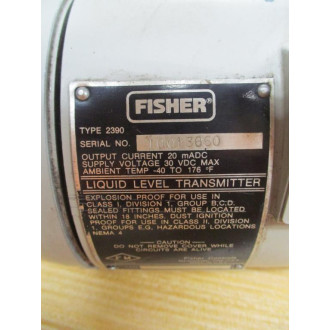 FISHER
TYPE 2390
SERIAL NO.
OUTPUT CURRENT 20 mADC
SUPPLY VOLTAGE 30 VDC MAX
AMBIENT TEMP -40 TO 176 °F
LIQUID LEVEL TRANSMITTER
EXPLOSION PROOF FOR USE IN
CLASS I, DIVISION 1, GROUP B,C,D.
SEALED FITTINGS MUST BE LOCATED
WITHIN 18 INCHES. DUST IGNITION
PROOF FOR USE IN CLASS II, DIVISION
1, GROUPS E,G, HAZARDOUS LOCATIONS
NEMA 4
CAUTION
DO NOT REMOVE COVER WHILE
CIRCUITS ARE ALIVE